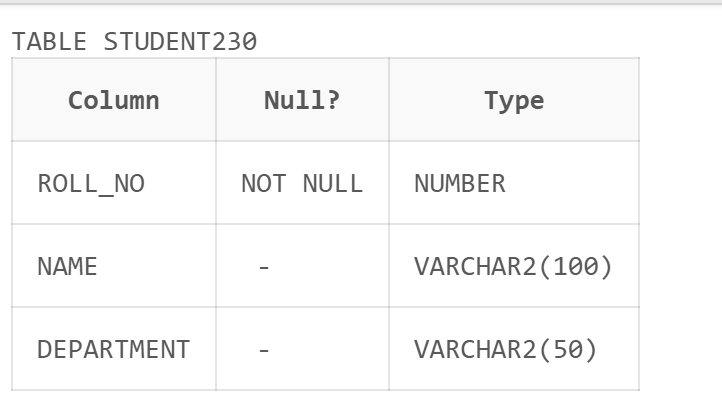 TABLE STUDENT230
Column Null? Type
ROLL_NO NOT NULL NUMBER
NAME - VARCHAR2(100)
DEPARTMENT - VARCHAR2(50)